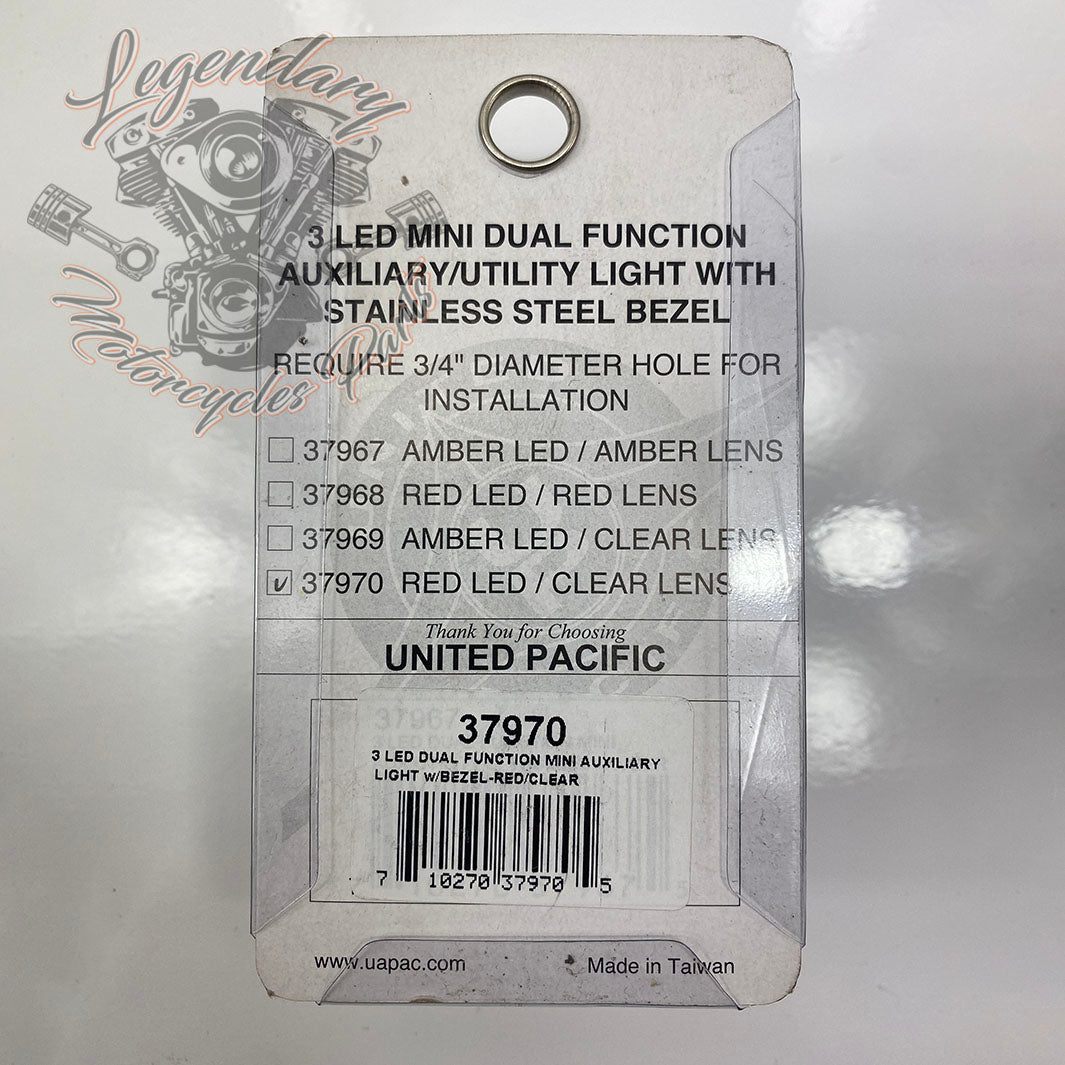 Legendary
Motorcycles Parts
3 LED MINI DUAL FUNCTION
AUXILIARY/UTILITY LIGHT WITH
STAINLESS STEEL BEZEL
REQUIRE 3/4" DIAMETER HOLE FOR
INSTALLATION
37967 AMBER LED / AMBER LENS
37968 RED LED / RED LENS
37969 AMBER LED / CLEAR LENS
37970 RED LED / CLEAR LENS
Thank You for Choosing
UNITED PACIFIC
37967
37970
3 LED DUAL FUNCTION MINI AUXILIARY
LIGHT w/BEZEL-RED/CLEAR
7 10270 37970 5
www.uapac.com
Made in Taiwan